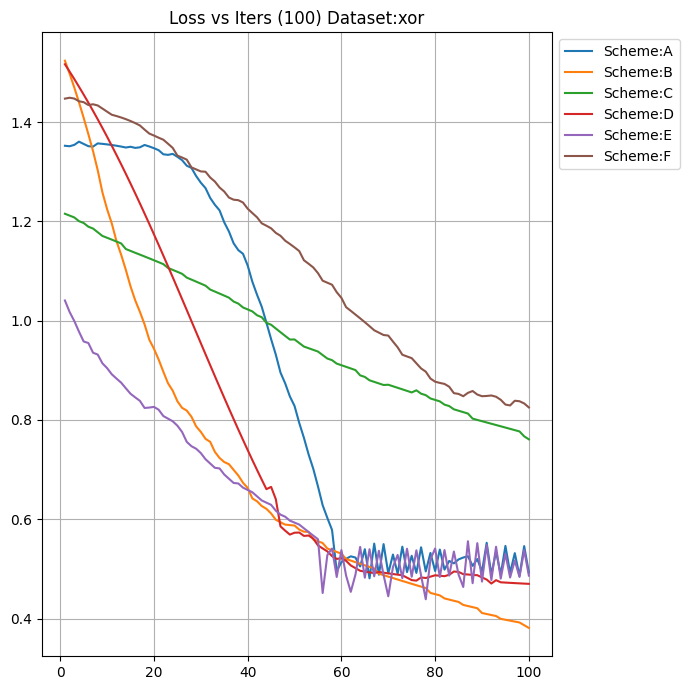 Loss vs Iters (100) Dataset:xor
Scheme:A
Scheme:B
Scheme:C
Scheme:D
Scheme:E
Scheme:F
1.4
1.2
1.0
0.8
0.6
0.4
0 20 40 60 80 100